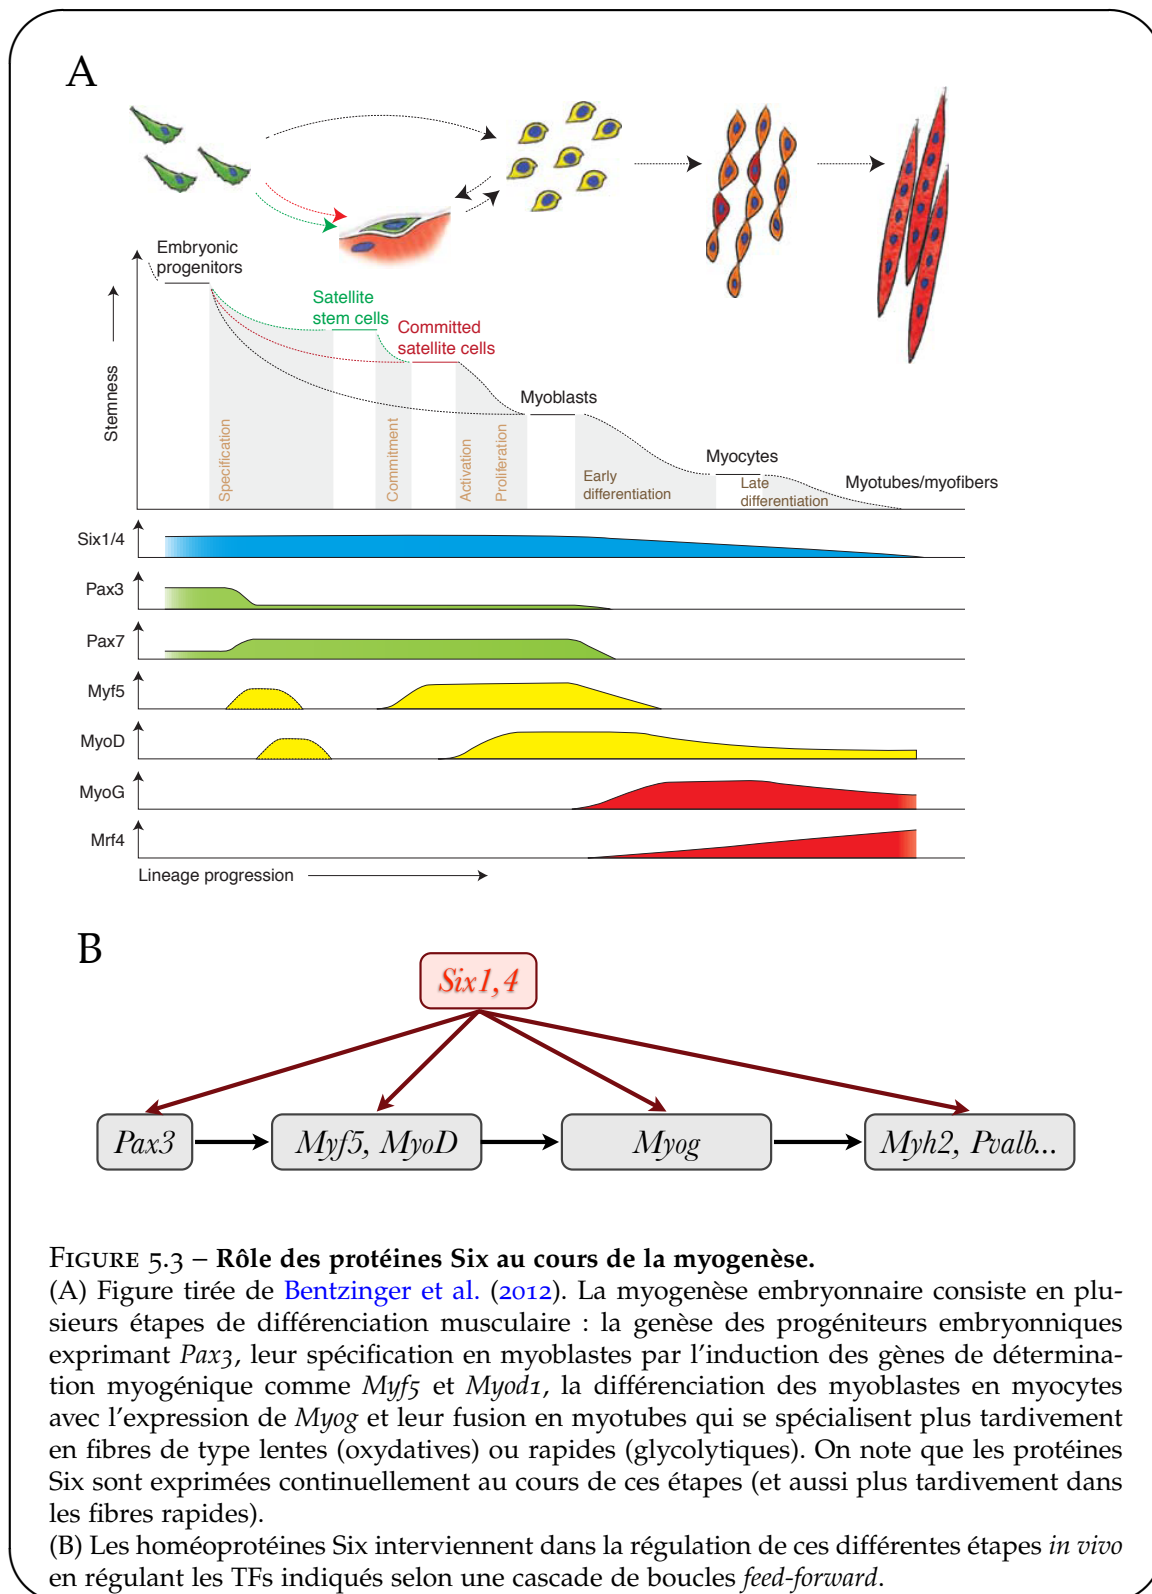 A
Embryonic
progenitors
Satellite
stem cells
Committed
satellite cells
Myoblasts
Myocytes
Myotubes/myofibers
Stemness
Specification
Commitment
Activation
Proliferation
Early
differentiation
Late
differentiation
Six1/4
Pax3
Pax7
Myf5
MyoD
MyoG
Mrf4
Lineage progression
B
Six1,4
Pax3
Myf5, MyoD
Myog
Myh2, Pvalb...
FIGURE 5.3 – Rôle des protéines Six au cours de la myogenèse.
(A) Figure tirée de Bentzinger et al. (2012). La myogenèse embryonnaire consiste en plu-
sieurs étapes de différenciation musculaire : la genèse des progéniteurs embryonniques
exprimant Pax3, leur spécification en myoblastes par l'induction des gènes de détermina-
tion myogénique comme Myf5 et Myod1, la différenciation des myoblastes en myocytes
avec l'expression de Myog et leur fusion en myotubes qui se spécialisent plus tardivement
en fibres de type lentes (oxydatives) ou rapides (glycolytiques). On note que les protéines
Six sont exprimées continuellement au cours de ces étapes (et aussi plus tardivement dans
les fibres rapides).
(B) Les homéoprotéines Six interviennent dans la régulation de ces différentes étapes in vivo
en régulant les TFs indiqués selon une cascade de boucles feed-forward.